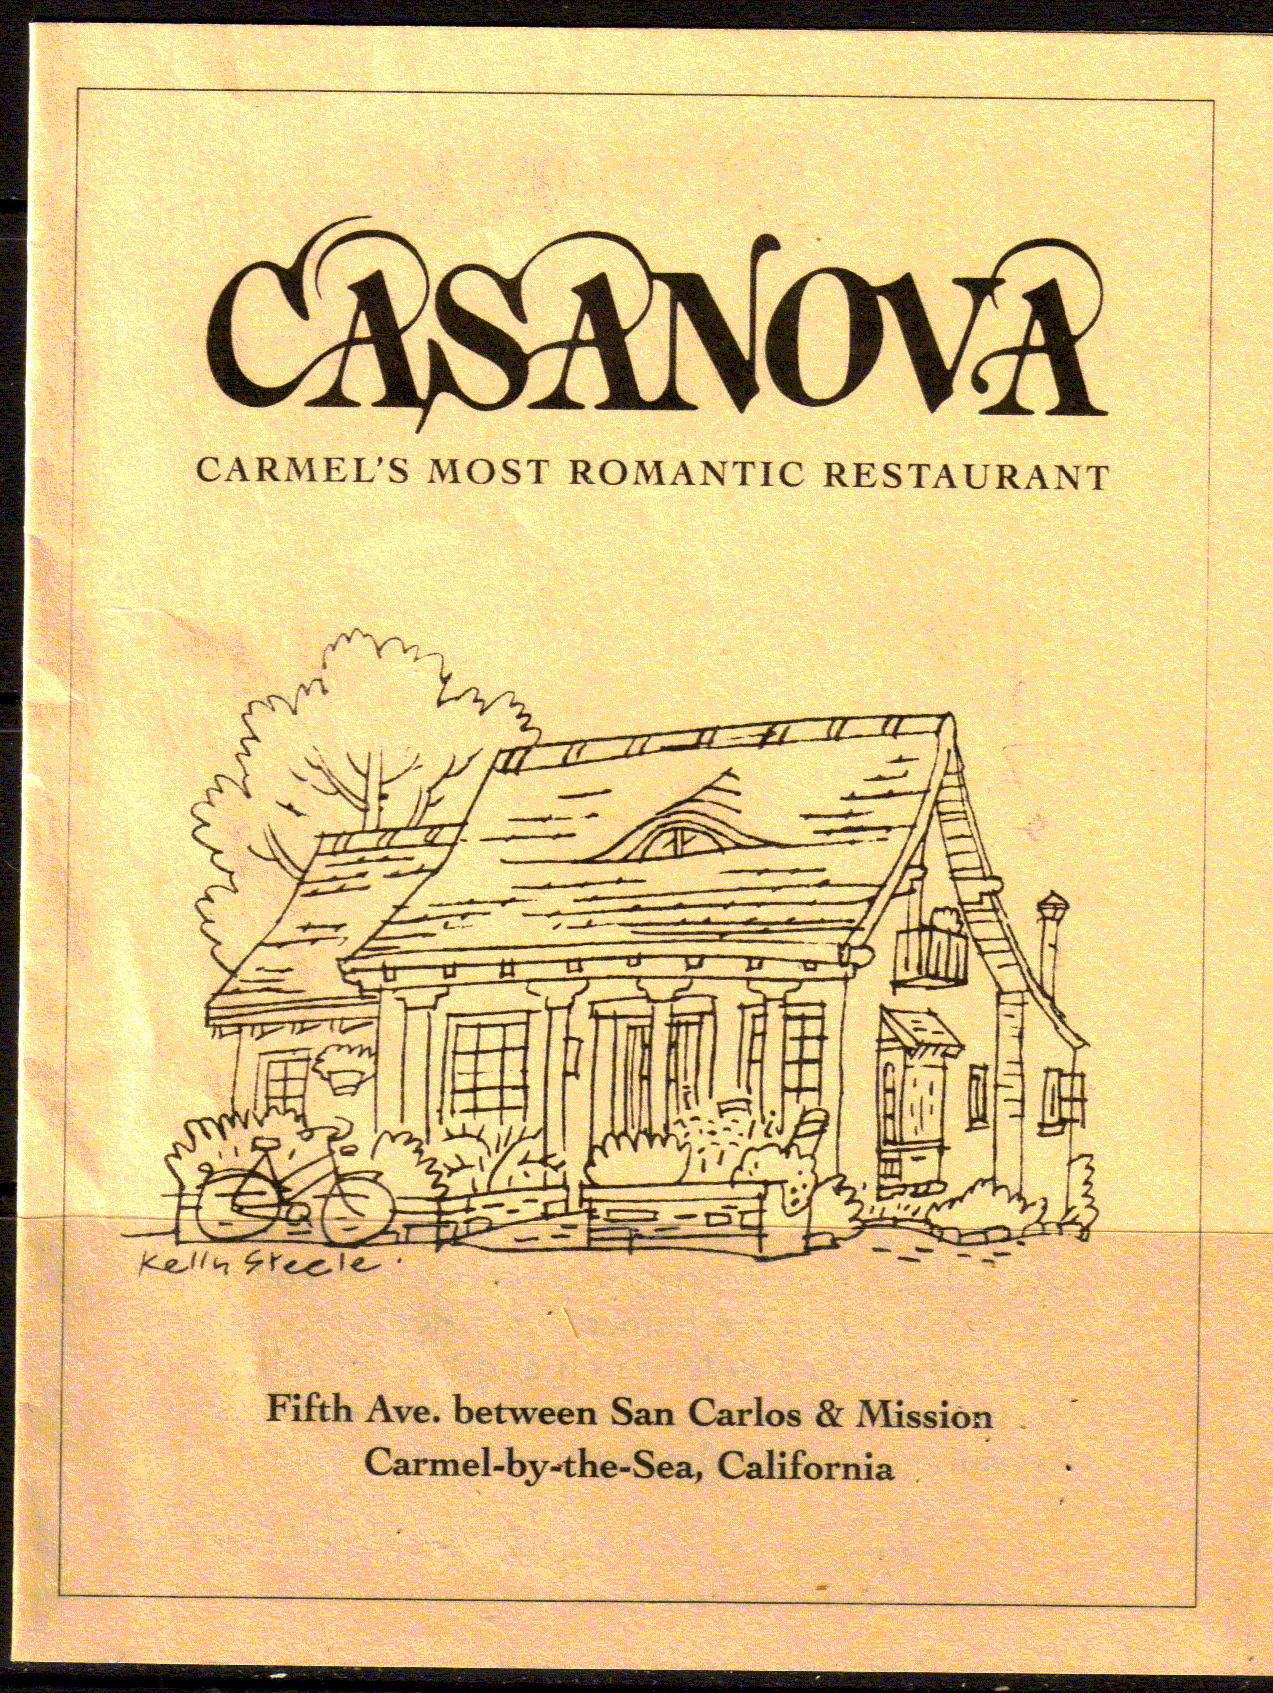 CASANOVA
CARMEL'S MOST ROMANTIC RESTAURANT
Kelly Steele
Fifth Ave. between San Carlos & Mission
Carmel-by-the-Sea, California